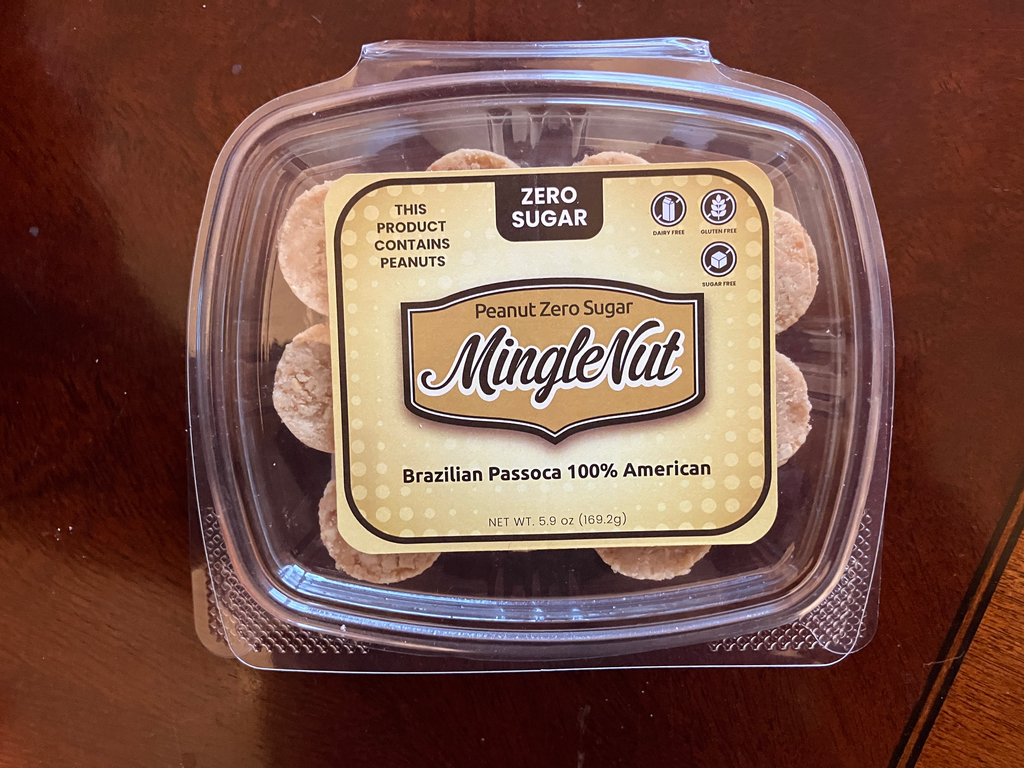 THIS
PRODUCT
CONTAINS
PEANUTS
ZERO
SUGAR
DAIRY FREE
GLUTEN FREE
SUGAR FREE
Peanut Zero Sugar
MingleNut
Brazilian Passoca 100% American
NET WT. 5.9 oz (169.2g)